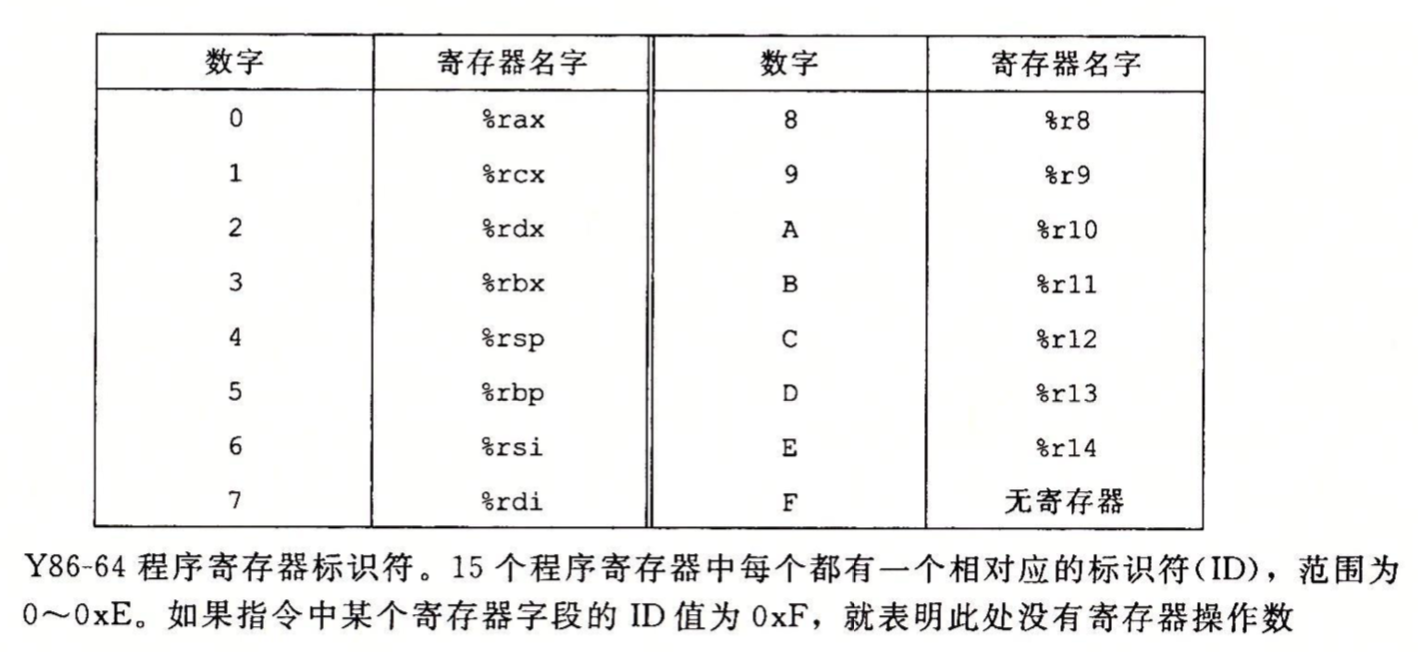 数字 寄存器名字 数字 寄存器名字
0 %rax 8 %r8
1 %rcx 9 %r9
2 %rdx A %r10
3 %rbx B %r11
4 %rsp C %r12
5 %rbp D %r13
6 %rsi E %r14
7 %rdi F 无寄存器
Y86-64 程序寄存器标识符。15 个程序寄存器中每个都有一个相对应的标识符(ID)，范围为
0～0xE。如果指令中某个寄存器字段的 ID 值为 0xF，就表明此处没有寄存器操作数